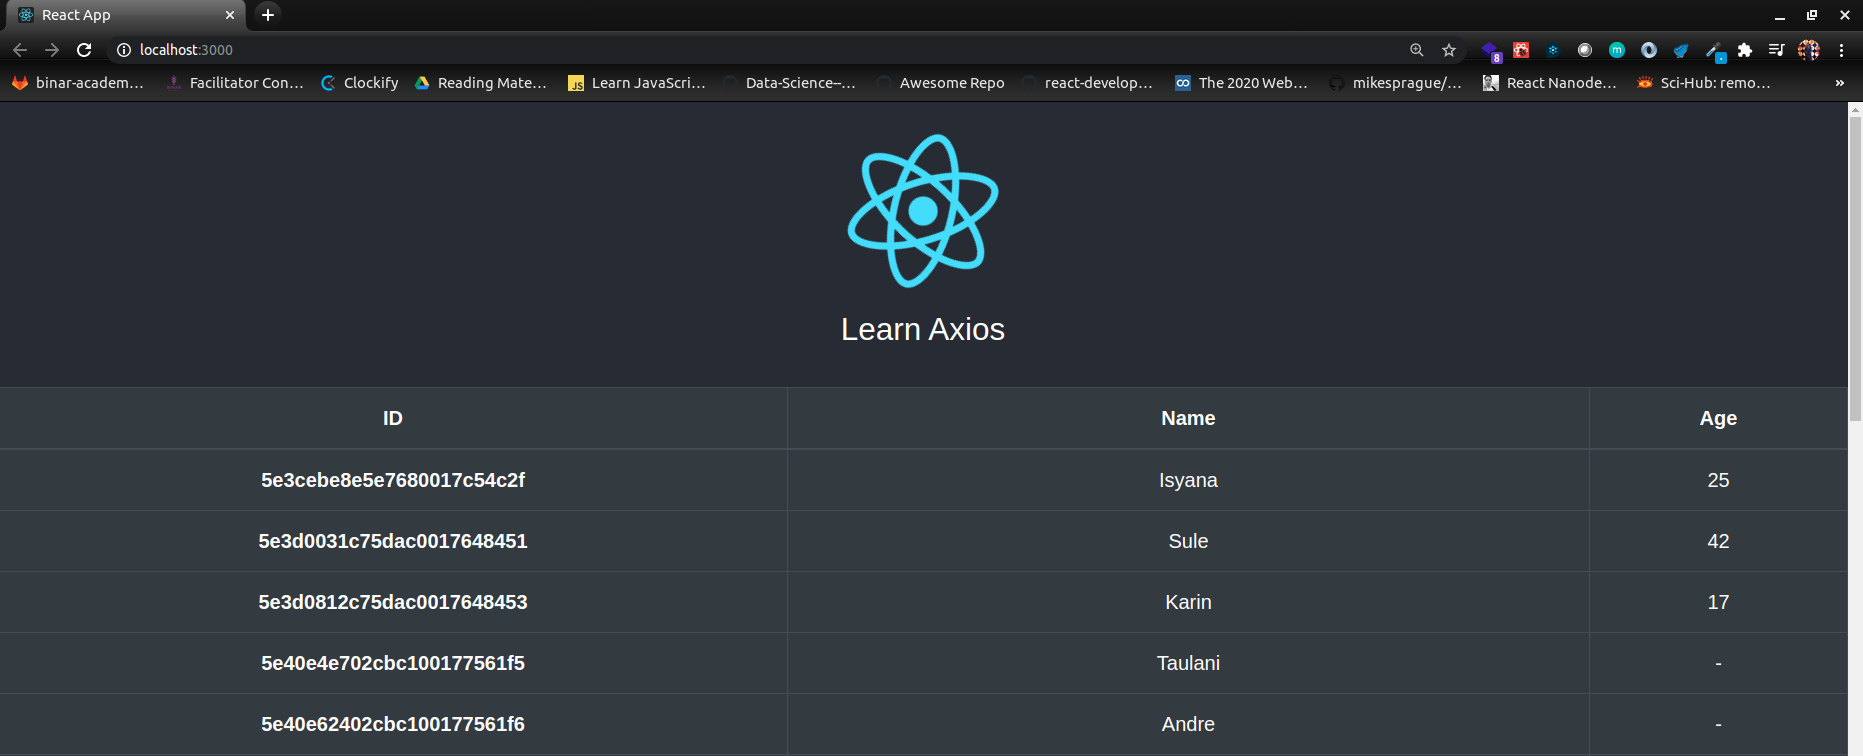 React App
localhost:3000
8
m
binar-academ... Facilitator Con... Clockify Reading Mate... JS Learn JavaScri... Data-Science--... Awesome Repo react-develop... The 2020 Web... mikesprague/... React Nanode... Sci-Hub: remo... »
Learn Axios
ID Name Age
5e3cebe8e5e7680017c54c2f Isyana 25
5e3d0031c75dac0017648451 Sule 42
5e3d0812c75dac0017648453 Karin 17
5e40e4e702cbc100177561f5 Taulani -
5e40e62402cbc100177561f6 Andre -